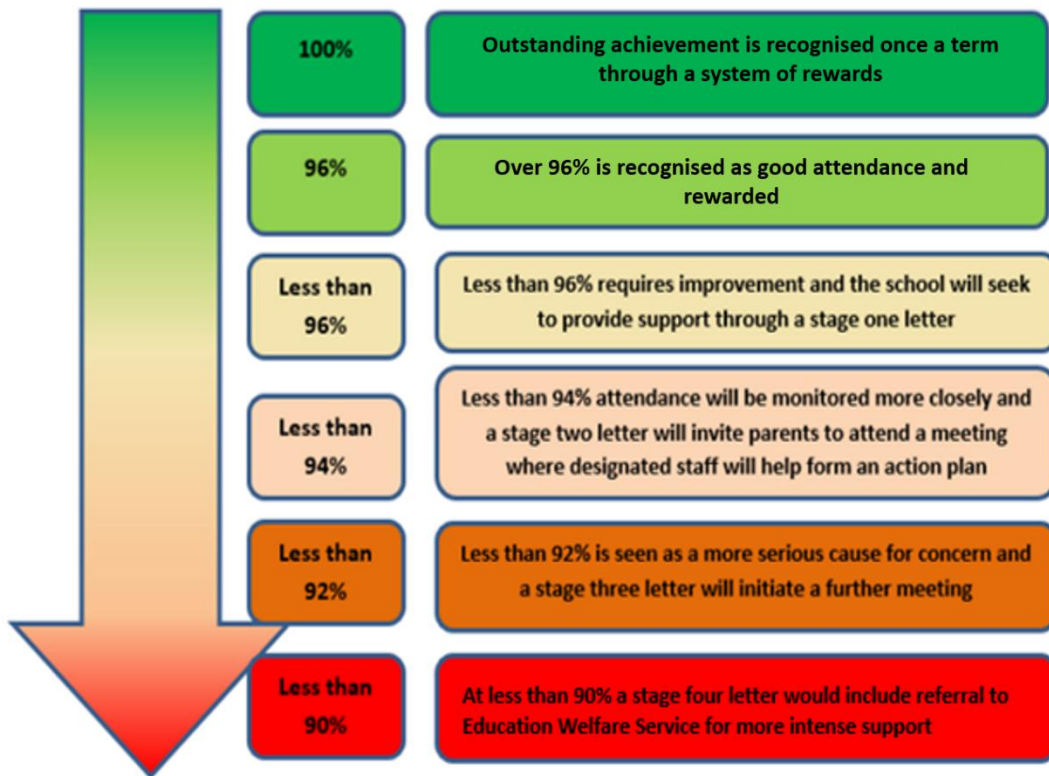 100%
Outstanding achievement is recognised once a term
through a system of rewards
96%
Over 96% is recognised as good attendance and
rewarded
Less than
96%
Less than 96% requires improvement and the school will seek
to provide support through a stage one letter
Less than
94%
Less than 94% attendance will be monitored more closely and
a stage two letter will invite parents to attend a meeting
where designated staff will help form an action plan
Less than
92%
Less than 92% is seen as a more serious cause for concern and
a stage three letter will initiate a further meeting
Less than
90%
At less than 90% a stage four letter would include referral to
Education Welfare Service for more intense support